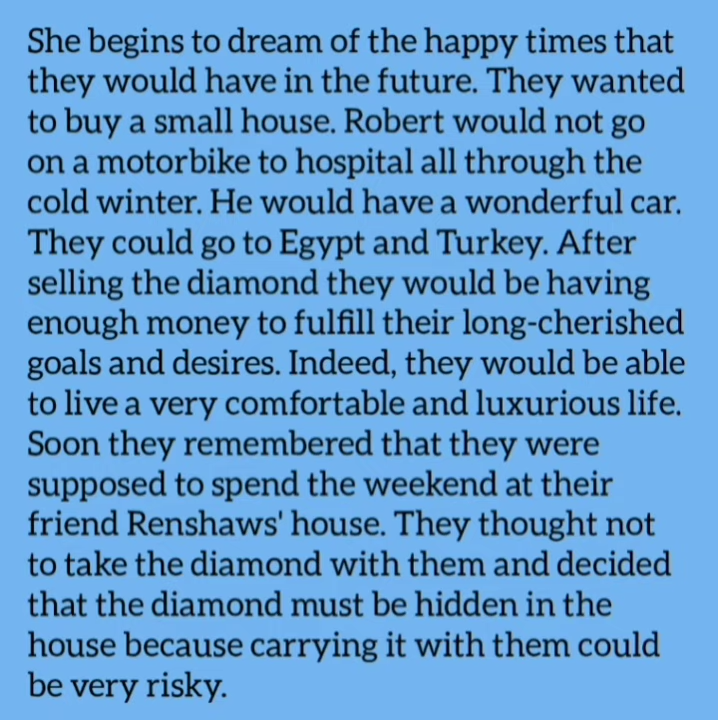 She begins to dream of the happy times that
they would have in the future. They wanted
to buy a small house. Robert would not go
on a motorbike to hospital all through the
cold winter. He would have a wonderful car.
They could go to Egypt and Turkey. After
selling the diamond they would be having
enough money to fulfill their long-cherished
goals and desires. Indeed, they would be able
to live a very comfortable and luxurious life.
Soon they remembered that they were
supposed to spend the weekend at their
friend Renshaws' house. They thought not
to take the diamond with them and decided
that the diamond must be hidden in the
house because carrying it with them could
be very risky.